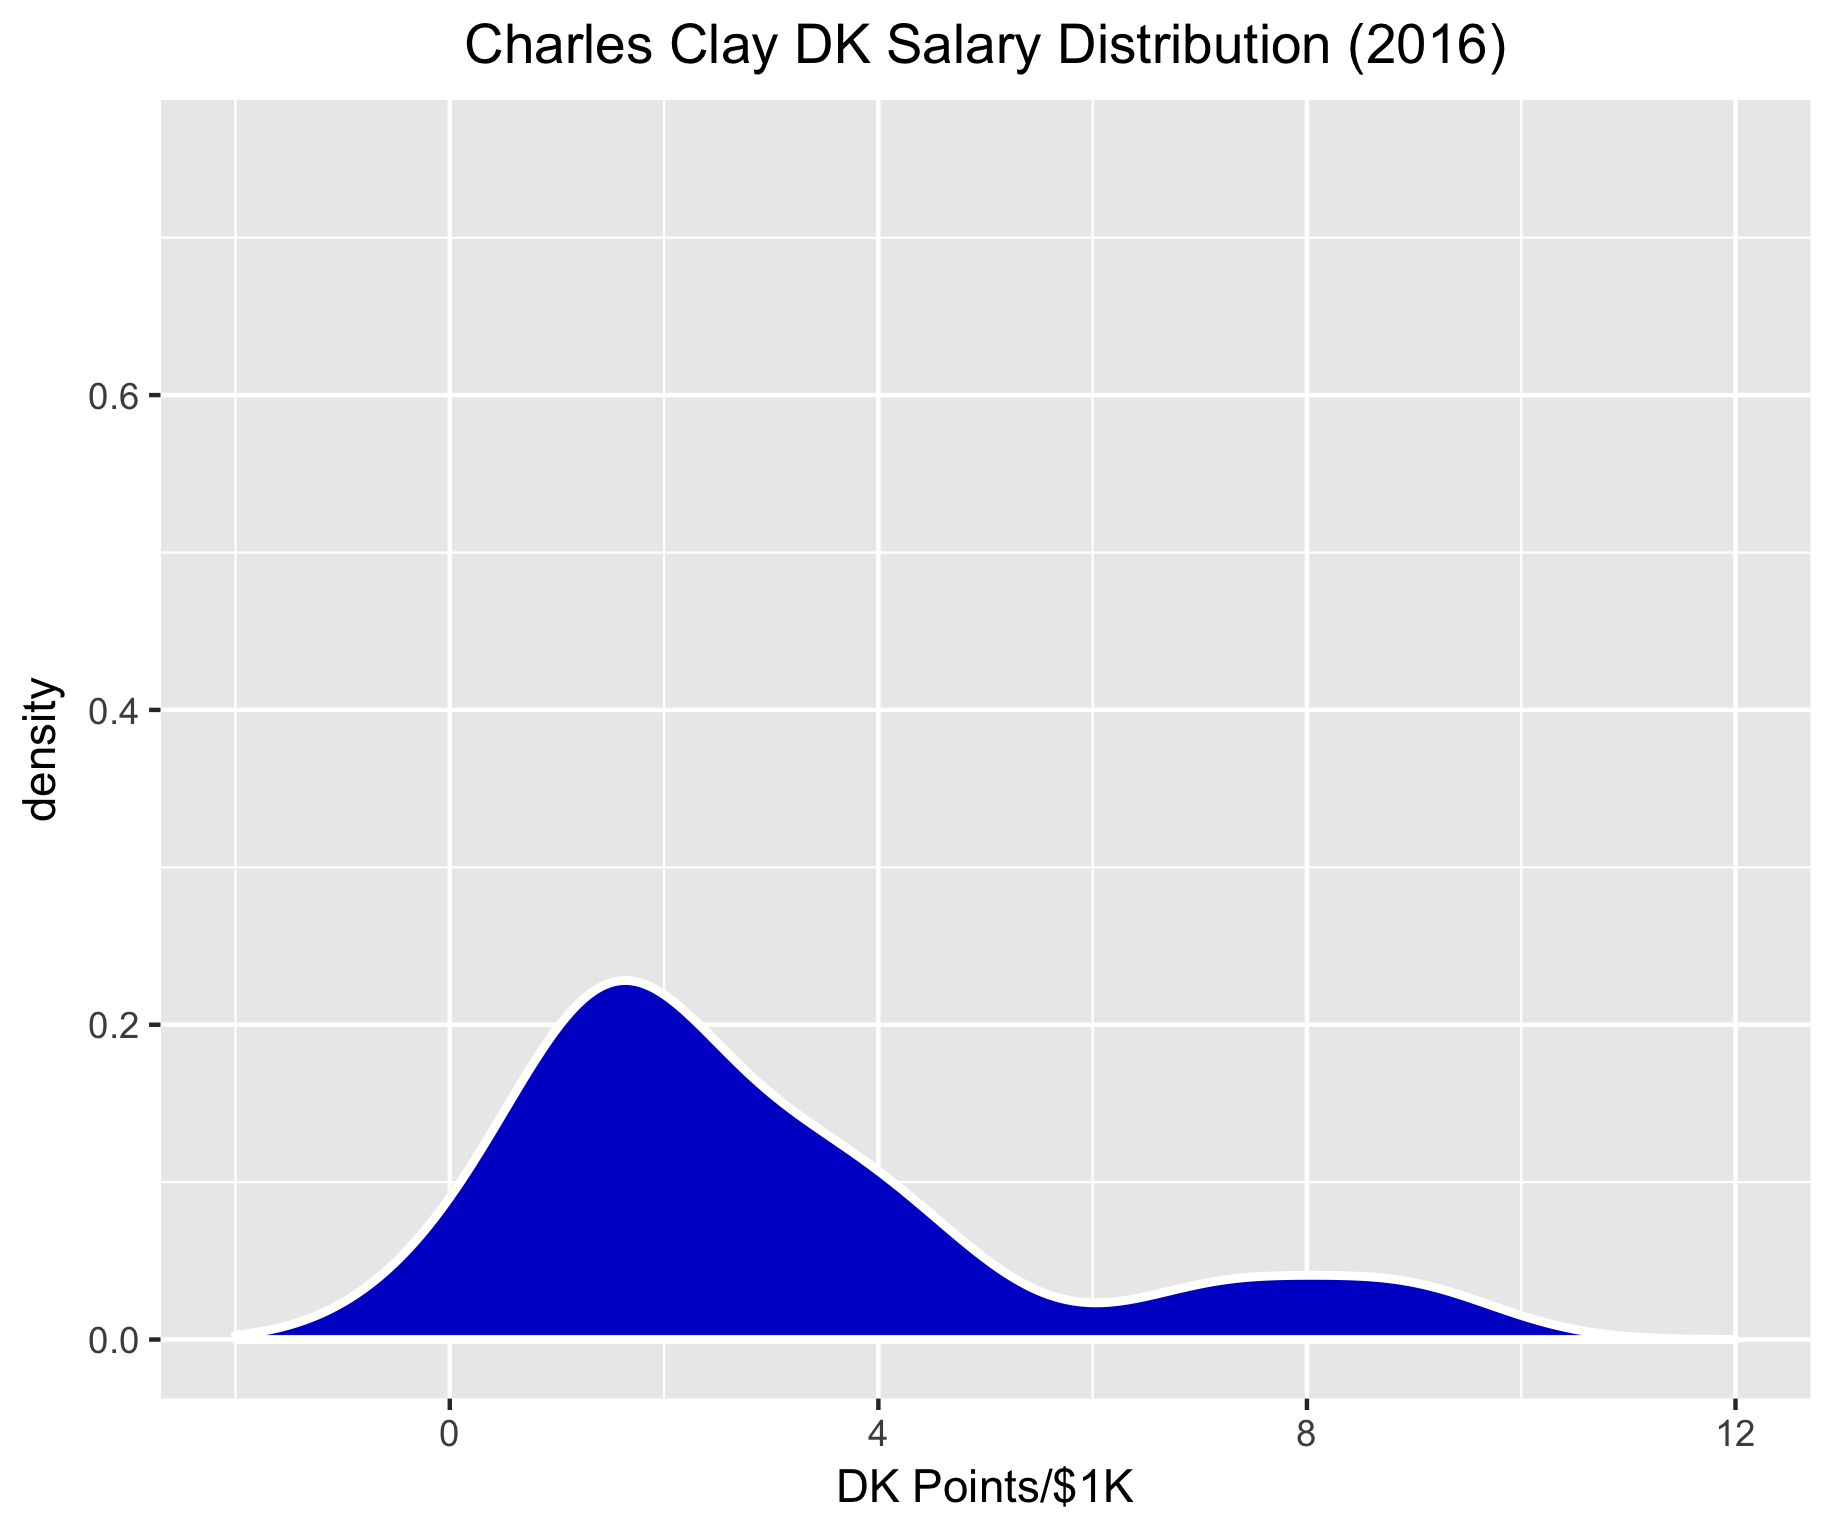 Charles Clay DK Salary Distribution (2016)
density
0.6
0.4
0.2
0.0
0 4 8 12
DK Points/$1K